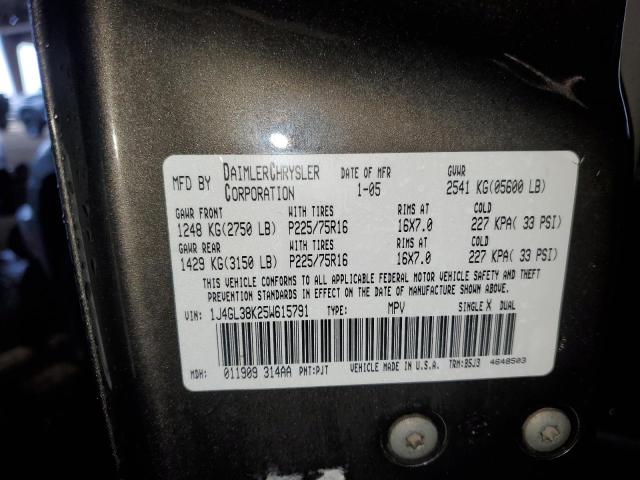 MFD BY DAIMLERCHRYSLER CORPORATION DATE OF MFR 1-05 GVWR 2541 KG(05600 LB)
GAWR FRONT WITH TIRES RIMS AT COLD
1248 KG(2750 LB) P225/75R16 16X7.0 227 KPA( 33 PSI)
GAWR REAR WITH TIRES RIMS AT COLD
1429 KG(3150 LB) P225/75R16 16X7.0 227 KPA( 33 PSI)
THIS VEHICLE CONFORMS TO ALL APPLICABLE FEDERAL MOTOR VEHICLE SAFETY AND THEFT
PREVENTION STANDARDS IN EFFECT ON THE DATE OF MANUFACTURE SHOWN ABOVE.
VIN: 1J4GL38K25W615791 TYPE: MPV SINGLE X DUAL
MDH: 011909 314AA PNT:PJT VEHICLE MADE IN U.S.A. TRM:B5J3 4648503